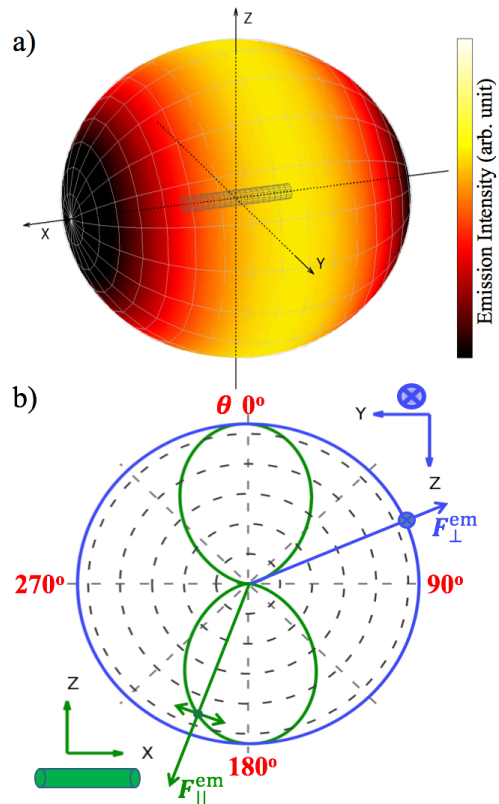 a)
Z
X
Y
Emission Intensity (arb. unit)
b)
θ 0°
Y
Z
F⊥^em
270°
90°
Z
X
180°
F||^em